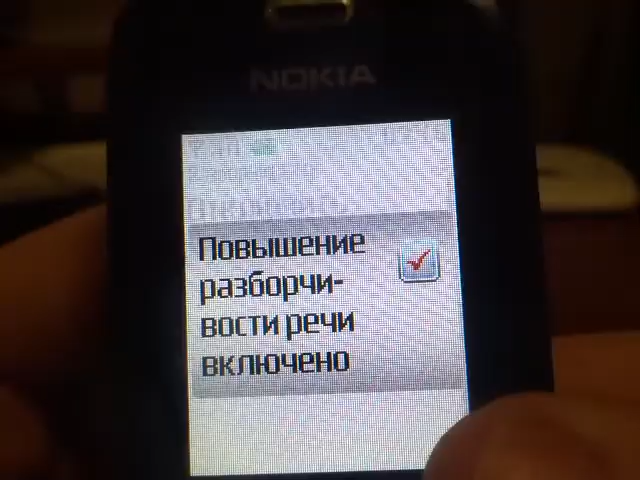 NOKIA
Повышение
разборчи-
вости речи
включено